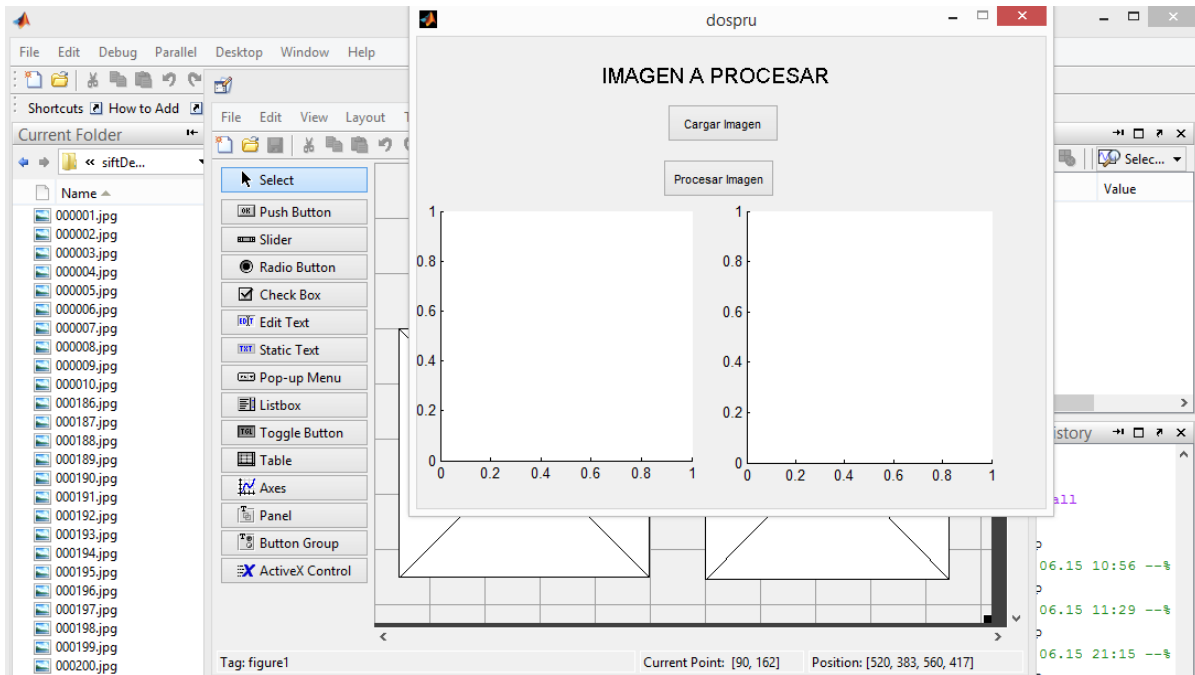 dospru
File Edit Debug Parallel Desktop Window Help
Shortcuts How to Add
Current Folder
« siftDe...
Name
000001.jpg
000002.jpg
000003.jpg
000004.jpg
000005.jpg
000006.jpg
000007.jpg
000008.jpg
000009.jpg
000010.jpg
000186.jpg
000187.jpg
000188.jpg
000189.jpg
000190.jpg
000191.jpg
000192.jpg
000193.jpg
000194.jpg
000195.jpg
000196.jpg
000197.jpg
000198.jpg
000199.jpg
000200.jpg
File Edit View Layout
Select
Push Button
Slider
Radio Button
Check Box
Edit Text
Static Text
Pop-up Menu
Listbox
Toggle Button
Table
Axes
Panel
Button Group
ActiveX Control
IMAGEN A PROCESAR
Cargar Imagen
Procesar Imagen
1
0.8
0.6
0.4
0.2
0
0 0.2 0.4 0.6 0.8 1
1
0.8
0.6
0.4
0.2
0
0 0.2 0.4 0.6 0.8 1
Selec...
Value
istory
all
p
06.15 10:56 --%
p
06.15 11:29 --%
p
06.15 21:15 --%
Tag: figure1
Current Point: [90, 162]
Position: [520, 383, 560, 417]